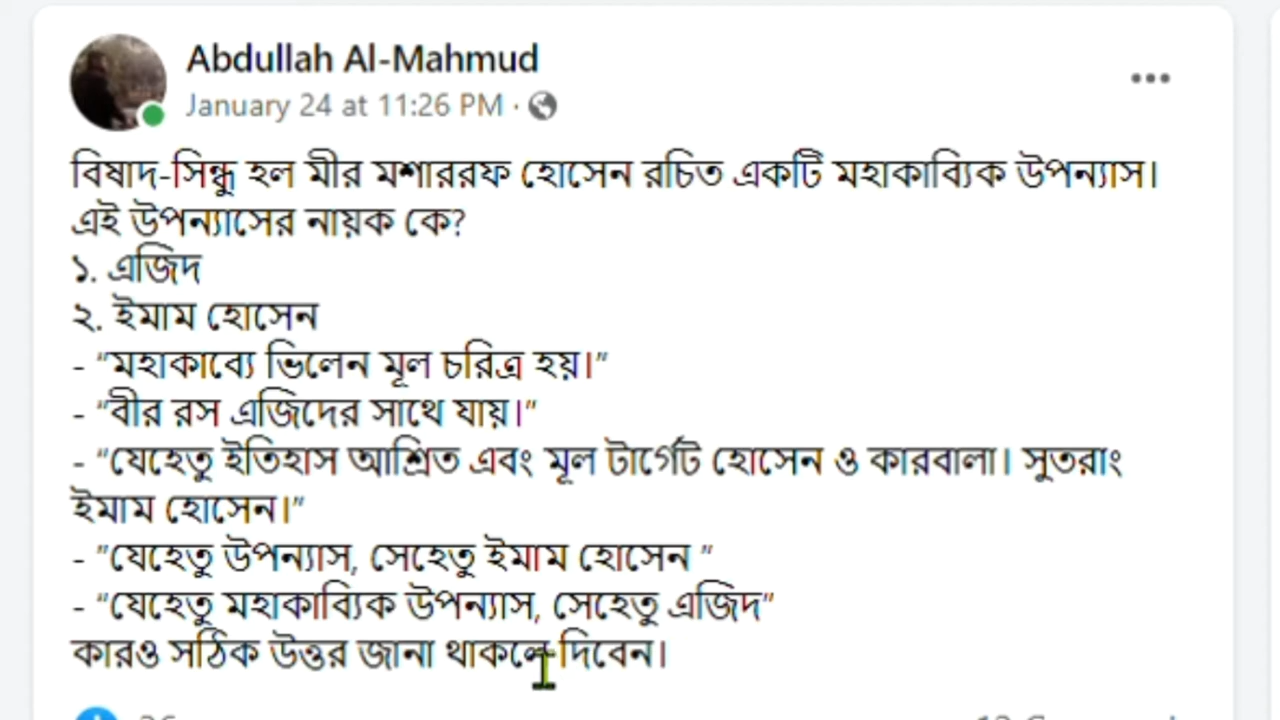 Abdullah Al-Mahmud
January 24 at 11:26 PM ·
বিষাদ-সিন্ধু হল মীর মশাররফ হোসেন রচিত একটি মহাকাব্যিক উপন্যাস।
এই উপন্যাসের নায়ক কে?
১. এজিদ
২. ইমাম হোসেন
- “মহাকাব্যে ভিলেন মূল চরিত্র হয়।”
- “বীর রস এজিদের সাথে যায়।”
- “যেহেতু ইতিহাস আশ্রিত এবং মূল টার্গেট হোসেন ও কারবালা। সুতরাং
ইমাম হোসেন।”
- “যেহেতু উপন্যাস, সেহেতু ইমাম হোসেন ”
- “যেহেতু মহাকাব্যিক উপন্যাস, সেহেতু এজিদ”
কারও সঠিক উত্তর জানা থাকলে দিবেন।